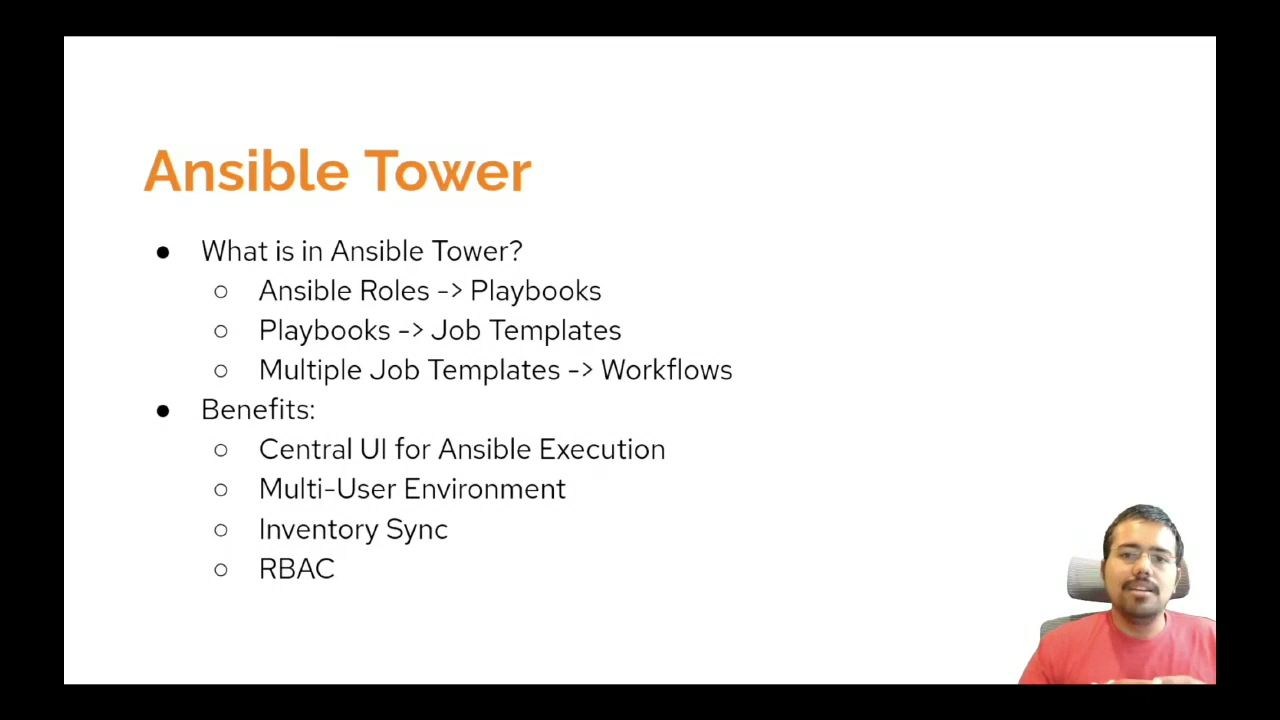 Ansible Tower
● What is in Ansible Tower?
○ Ansible Roles -> Playbooks
○ Playbooks -> Job Templates
○ Multiple Job Templates -> Workflows
● Benefits:
○ Central UI for Ansible Execution
○ Multi-User Environment
○ Inventory Sync
○ RBAC